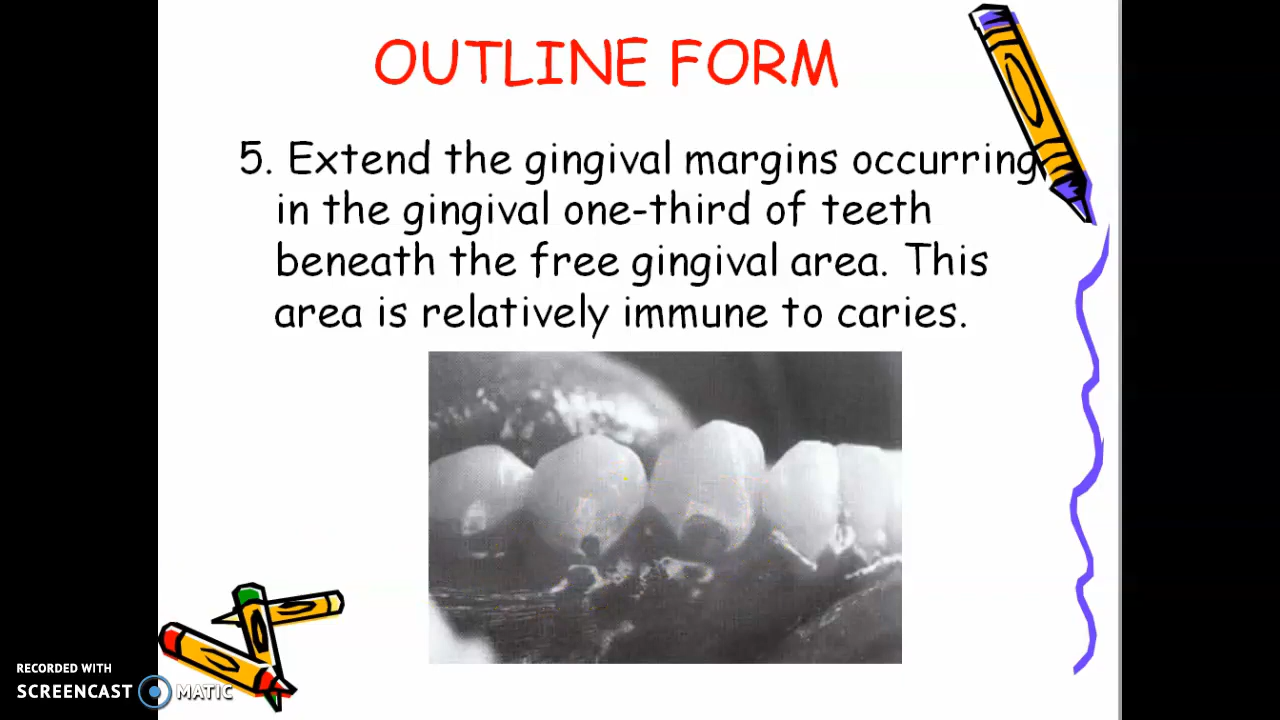 OUTLINE FORM
5. Extend the gingival margins occurring
in the gingival one-third of teeth
beneath the free gingival area. This
area is relatively immune to caries.
RECORDED WITH
SCREENCAST MATIC